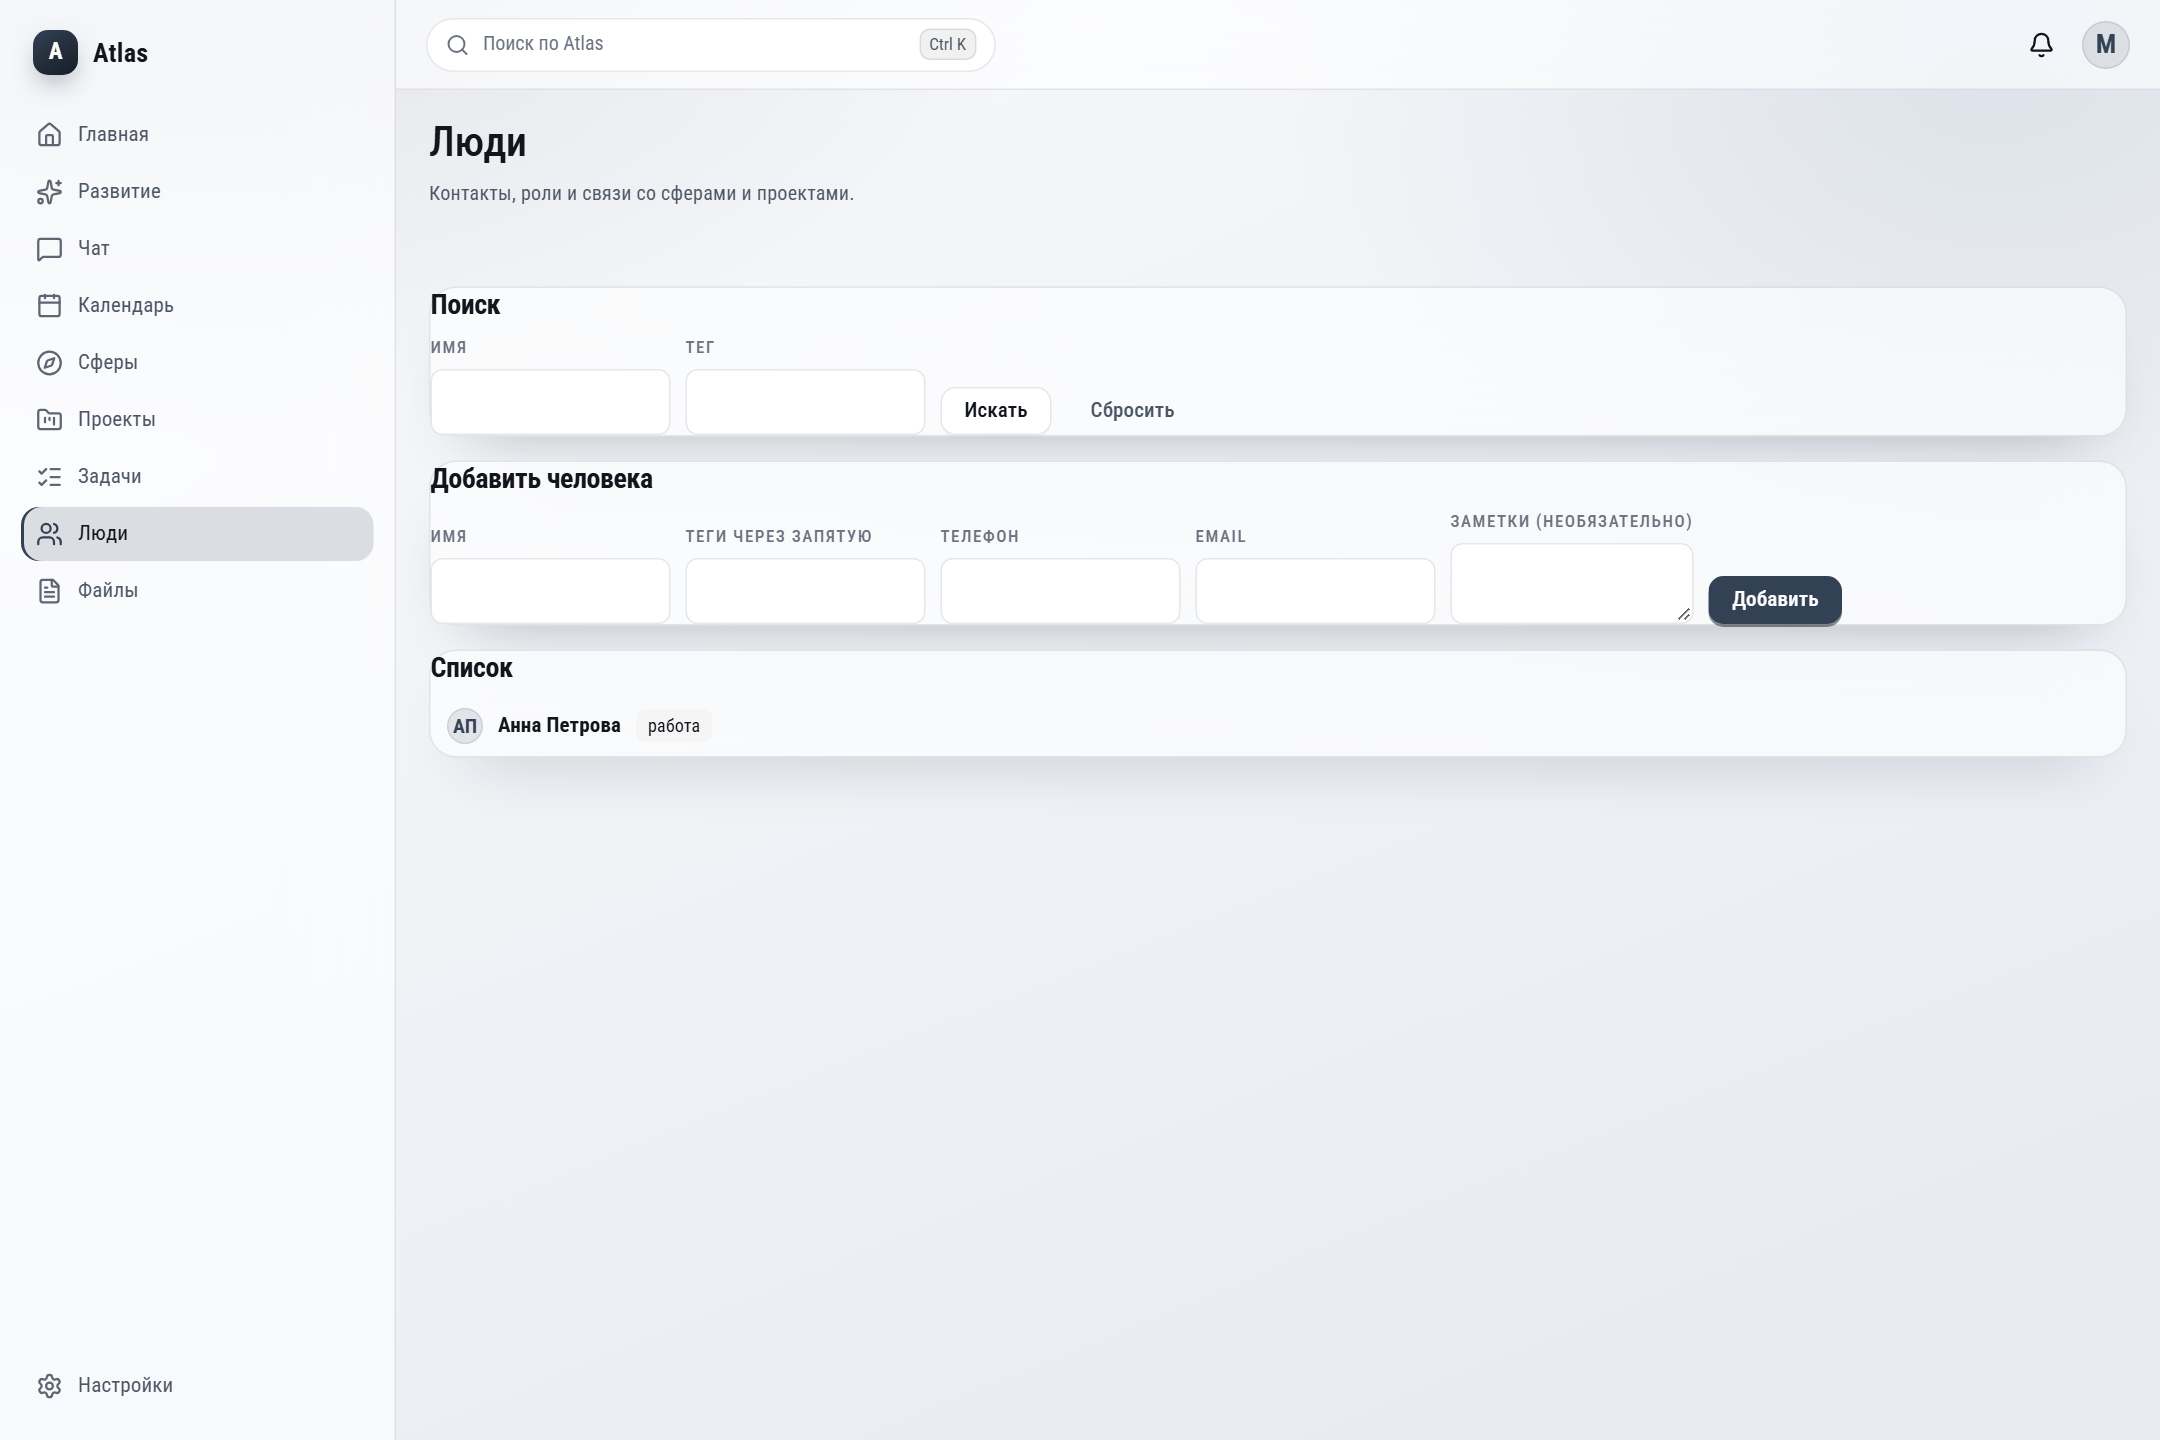 A Atlas
Поиск по Atlas Ctrl K
M
Главная
Развитие
Чат
Календарь
Сферы
Проекты
Задачи
Люди
Файлы
Настройки
Люди
Контакты, роли и связи со сферами и проектами.
Поиск
ИМЯ ТЕГ
Искать Сбросить
Добавить человека
ИМЯ ТЕГИ ЧЕРЕЗ ЗАПЯТУЮ ТЕЛЕФОН EMAIL ЗАМЕТКИ (НЕОБЯЗАТЕЛЬНО)
Добавить
Список
АП Анна Петрова работа